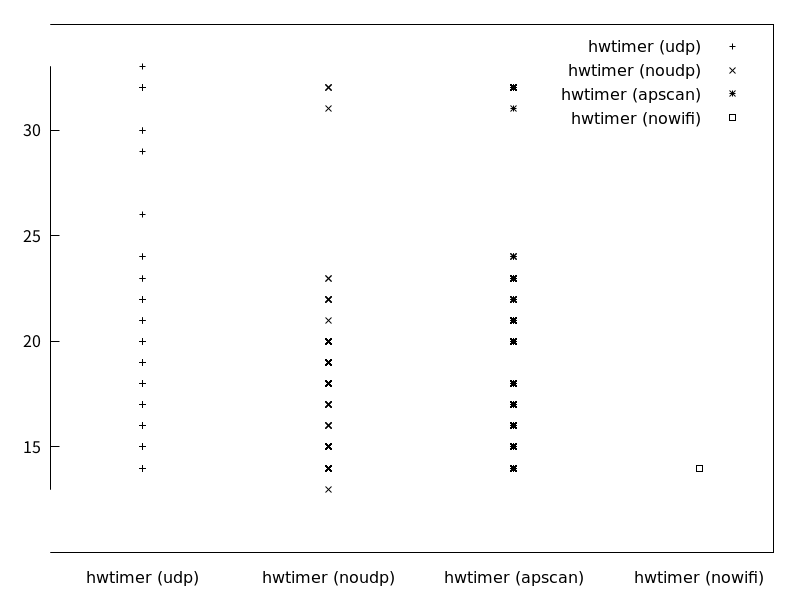 hwtimer (udp)
hwtimer (noudp)
hwtimer (apscan)
hwtimer (nowifi)
30
25
20
15
hwtimer (udp) hwtimer (noudp) hwtimer (apscan) hwtimer (nowifi)